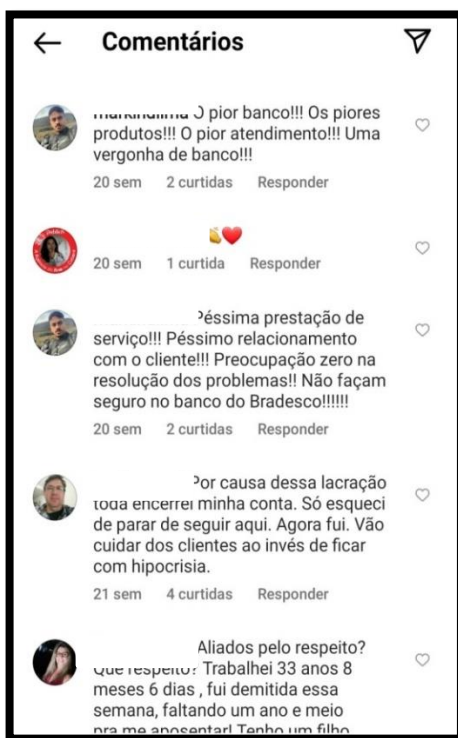 Comentários
O pior banco!!! Os piores
produtos!!! O pior atendimento!!! Uma
vergonha de banco!!!
20 sem 2 curtidas Responder
20 sem 1 curtida Responder
Péssima prestação de
serviço!!! Péssimo relacionamento
com o cliente!!! Preocupação zero na
resolução dos problemas!! Não façam
seguro no banco do Bradesco!!!!!!
20 sem 2 curtidas Responder
Por causa dessa lacração
toda encerrei minha conta. Só esqueci
de parar de seguir aqui. Agora fui. Vão
cuidar dos clientes ao invés de ficar
com hipocrisia.
21 sem 4 curtidas Responder
Aliados pelo respeito?
Que respeito? Trabalhei 33 anos 8
meses 6 dias , fui demitida essa
semana, faltando um ano e meio
pra me aposentar! Tenho um filho